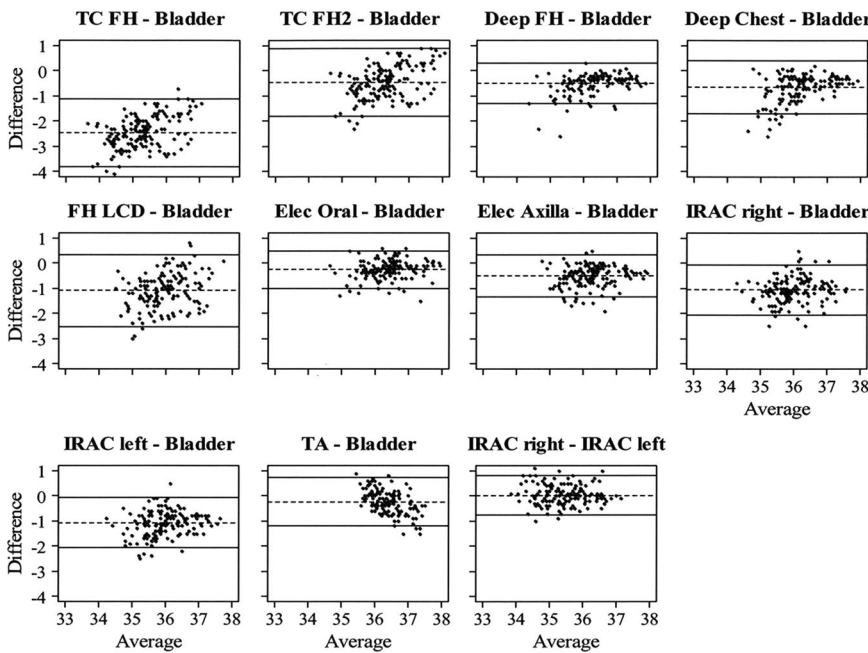 TC FH - Bladder TC FH2 - Bladder Deep FH - Bladder Deep Chest - Bladder
Difference
1
0
-1
-2
-3
-4
FH LCD - Bladder Elec Oral - Bladder Elec Axilla - Bladder IRAC right - Bladder
Difference
1
0
-1
-2
-3
-4
33 34 35 36 37 38
Average
IRAC left - Bladder TA - Bladder IRAC right - IRAC left
Difference
1
0
-1
-2
-3
-4
33 34 35 36 37 38 33 34 35 36 37 38 33 34 35 36 37 38
Average Average Average